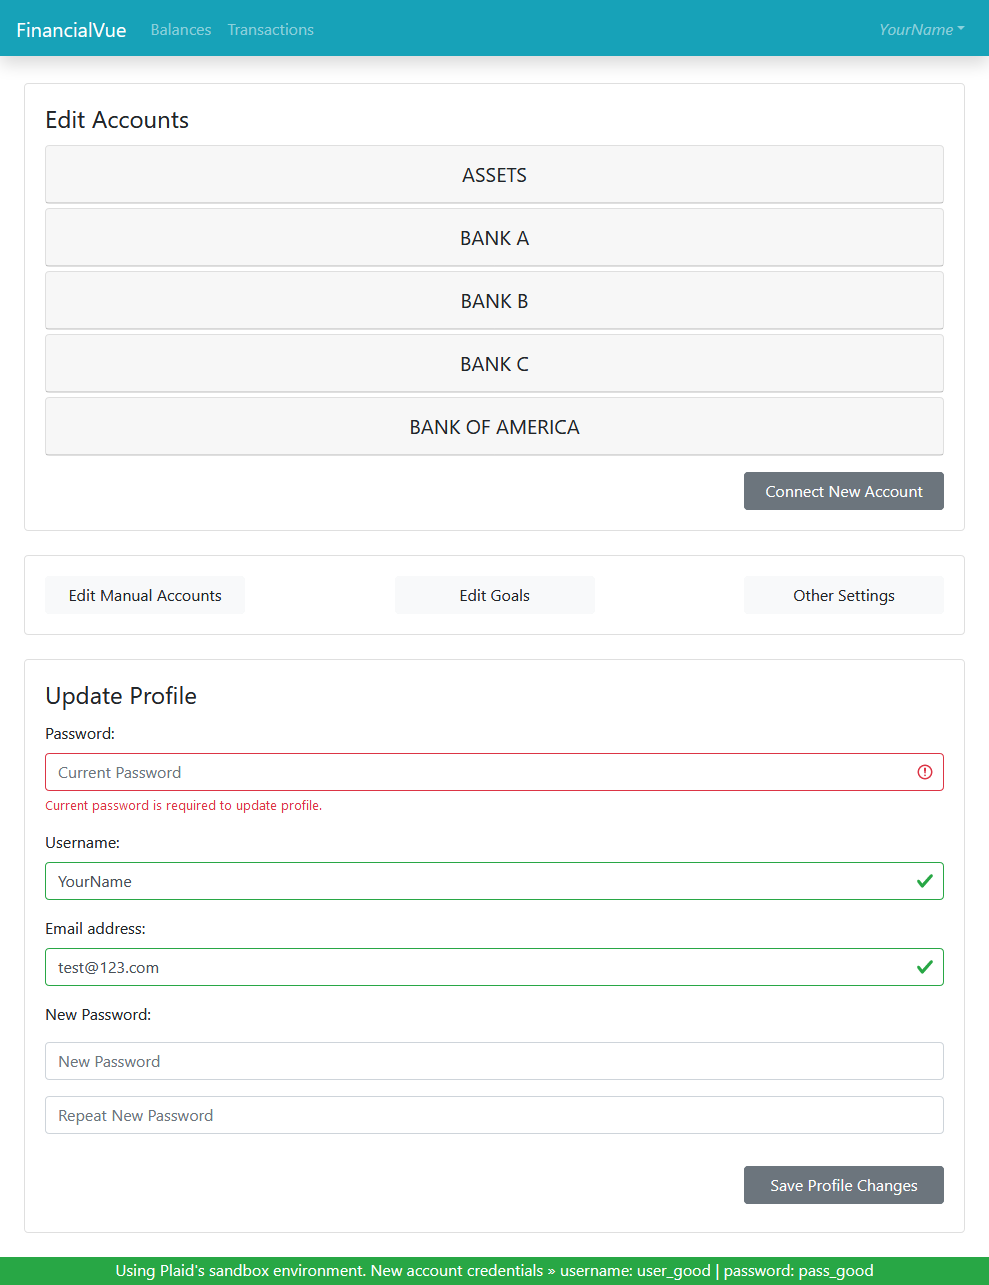 FinancialVue Balances Transactions YourName
Edit Accounts
ASSETS
BANK A
BANK B
BANK C
BANK OF AMERICA
Connect New Account
Edit Manual Accounts Edit Goals Other Settings
Update Profile
Password:
Current Password
Current password is required to update profile.
Username:
YourName
Email address:
test@123.com
New Password:
New Password
Repeat New Password
Save Profile Changes
Using Plaid's sandbox environment. New account credentials » username: user_good | password: pass_good